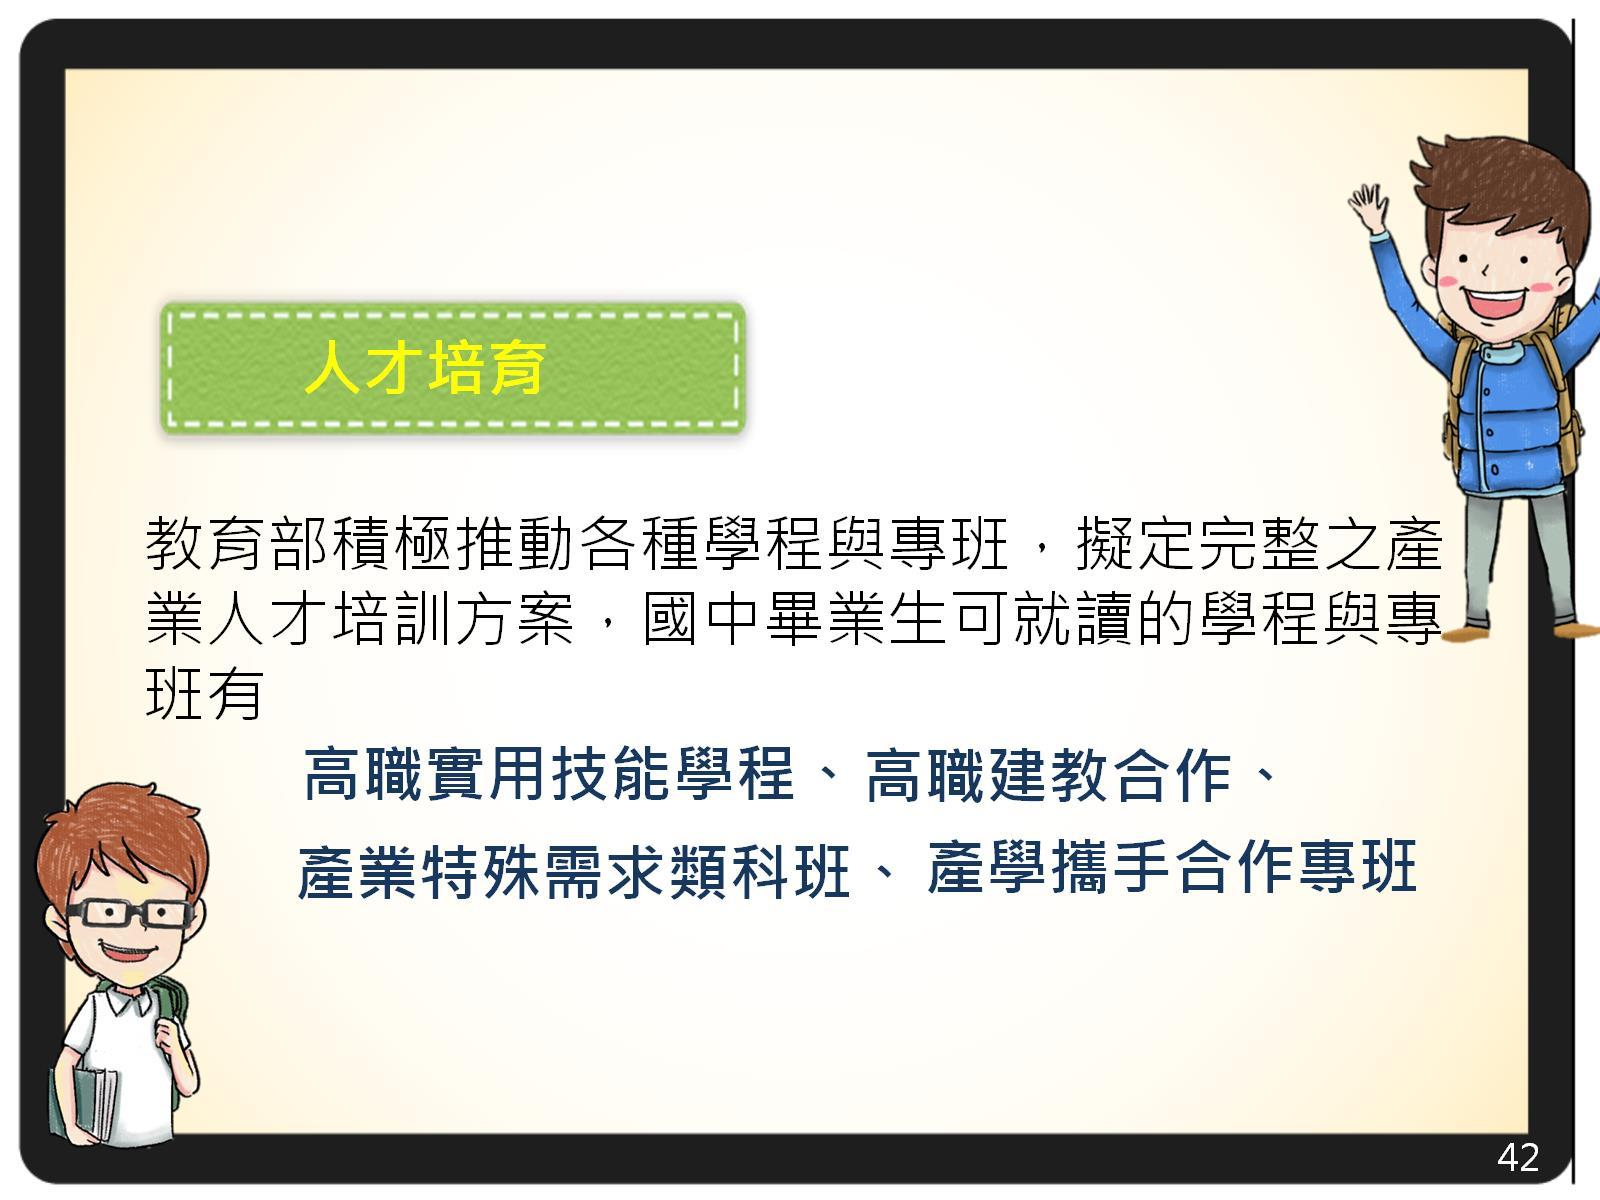 人才培育
教育部積極推動各種學程與專班，擬定完整之產
業人才培訓方案，國中畢業生可就讀的學程與專
班有
高職實用技能學程、高職建教合作、
產業特殊需求類科班、產學攜手合作專班
42